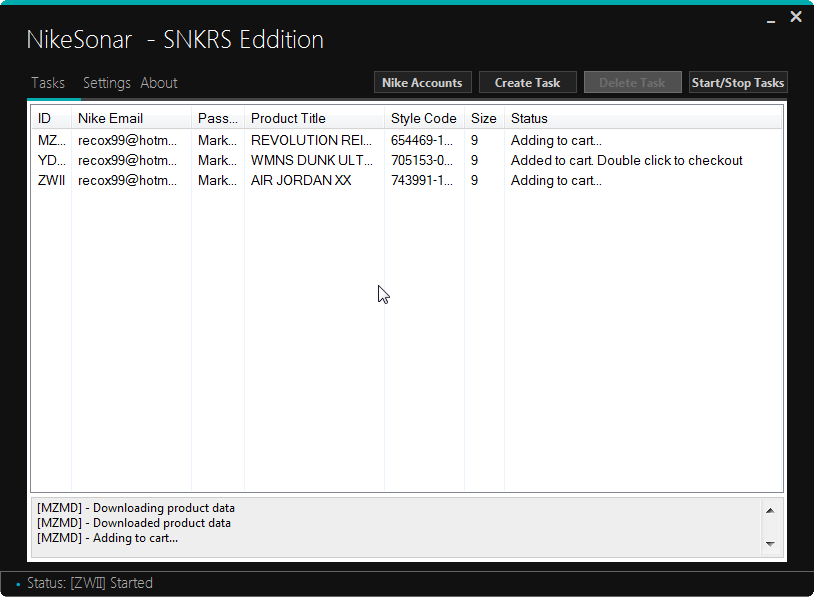 NikeSonar - SNKRS Eddition
Tasks Settings About
Nike Accounts Create Task Delete Task Start/Stop Tasks
ID Nike Email Pass... Product Title Style Code Size Status
MZ... recox99@hotm... Mark... REVOLUTION REI... 654469-1... 9 Adding to cart...
YD... recox99@hotm... Mark... WMNS DUNK ULT... 705153-0... 9 Added to cart. Double click to checkout
ZWII recox99@hotm... Mark... AIR JORDAN XX 743991-1... 9 Adding to cart...
[MZMD] - Downloading product data
[MZMD] - Downloaded product data
[MZMD] - Adding to cart...
Status: [ZWII] Started